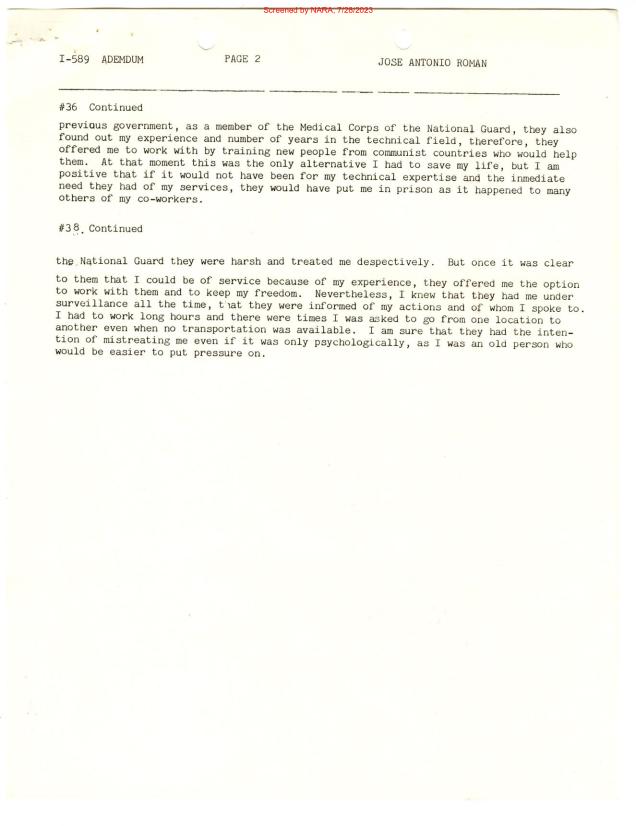 Screened by NARA, 7/26/2023
I-589 ADEMDUM PAGE 2 JOSE ANTONIO ROMAN
#36 Continued
previous government, as a member of the Medical Corps of the National Guard, they also
found out my experience and number of years in the technical field, therefore, they
offered me to work with by training new people from communist countries who would help
them. At that moment this was the only alternative I had to save my life, but I am
positive that if it would not have been for my technical expertise and the inmediate
need they had of my services, they would have put me in prison as it happened to many
others of my co-workers.
#38. Continued
the National Guard they were harsh and treated me despectively. But once it was clear
to them that I could be of service because of my experience, they offered me the option
to work with them and to keep my freedom. Nevertheless, I knew that they had me under
surveillance all the time, that they were informed of my actions and of whom I spoke to.
I had to work long hours and there were times I was asked to go from one location to
another even when no transportation was available. I am sure that they had the inten-
tion of mistreating me even if it was only psychologically, as I was an old person who
would be easier to put pressure on.